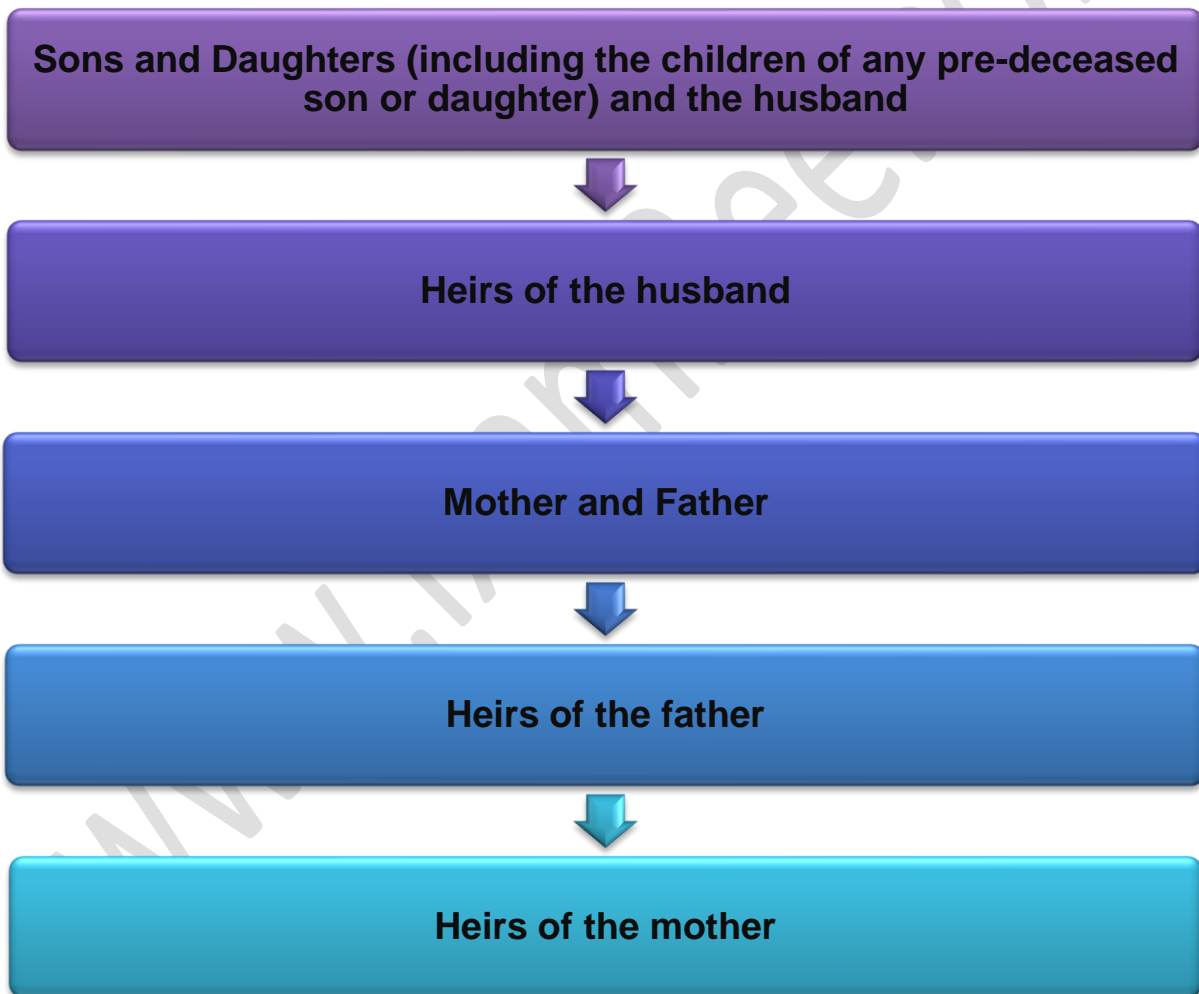 Sons and Daughters (including the children of any pre-deceased
son or daughter) and the husband
Heirs of the husband
Mother and Father
Heirs of the father
Heirs of the mother